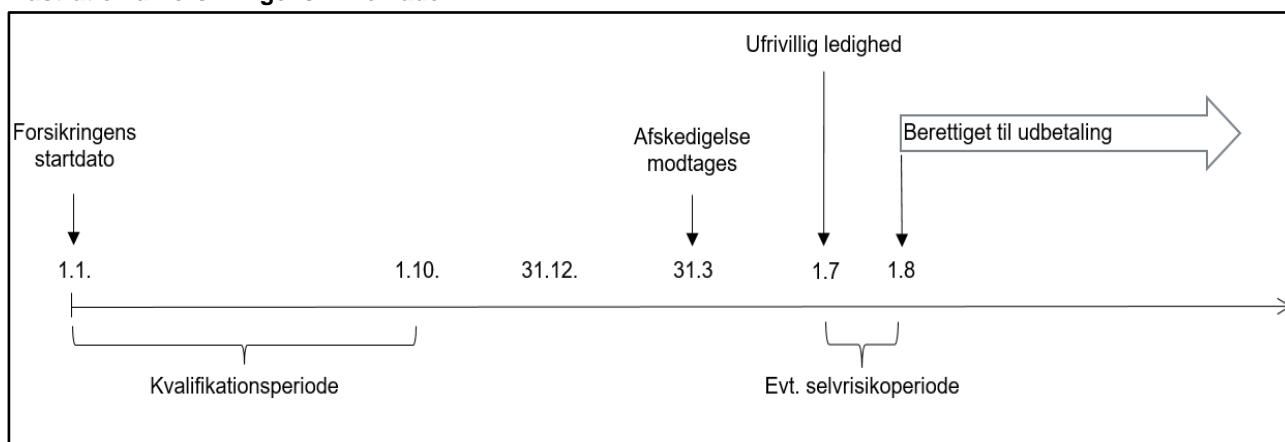 Ufrivillig ledighed
Forsikringens
startdato
Afskedigelse
modtages
Berettiget til udbetaling
1.1.
1.10.
31.12.
31.3
1.7
1.8
Kvalifikationsperiode
Evt. selvrisikoperiode